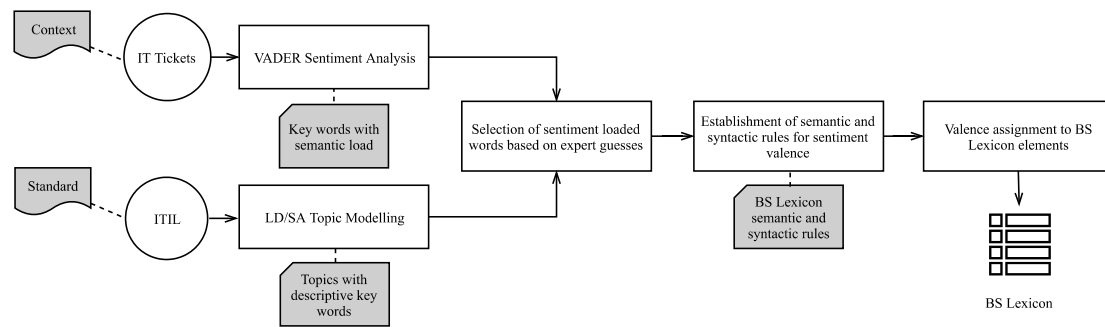 Context
IT Tickets
VADER Sentiment Analysis
Key words with
semantic load
Standard
ITIL
LD/SA Topic Modelling
Topics with
descriptive key
words
Selection of sentiment loaded
words based on expert guesses
Establishment of semantic and
syntactic rules for sentiment
valence
BS Lexicon
semantic and
syntactic rules
Valence assignment to BS
Lexicon elements
BS Lexicon